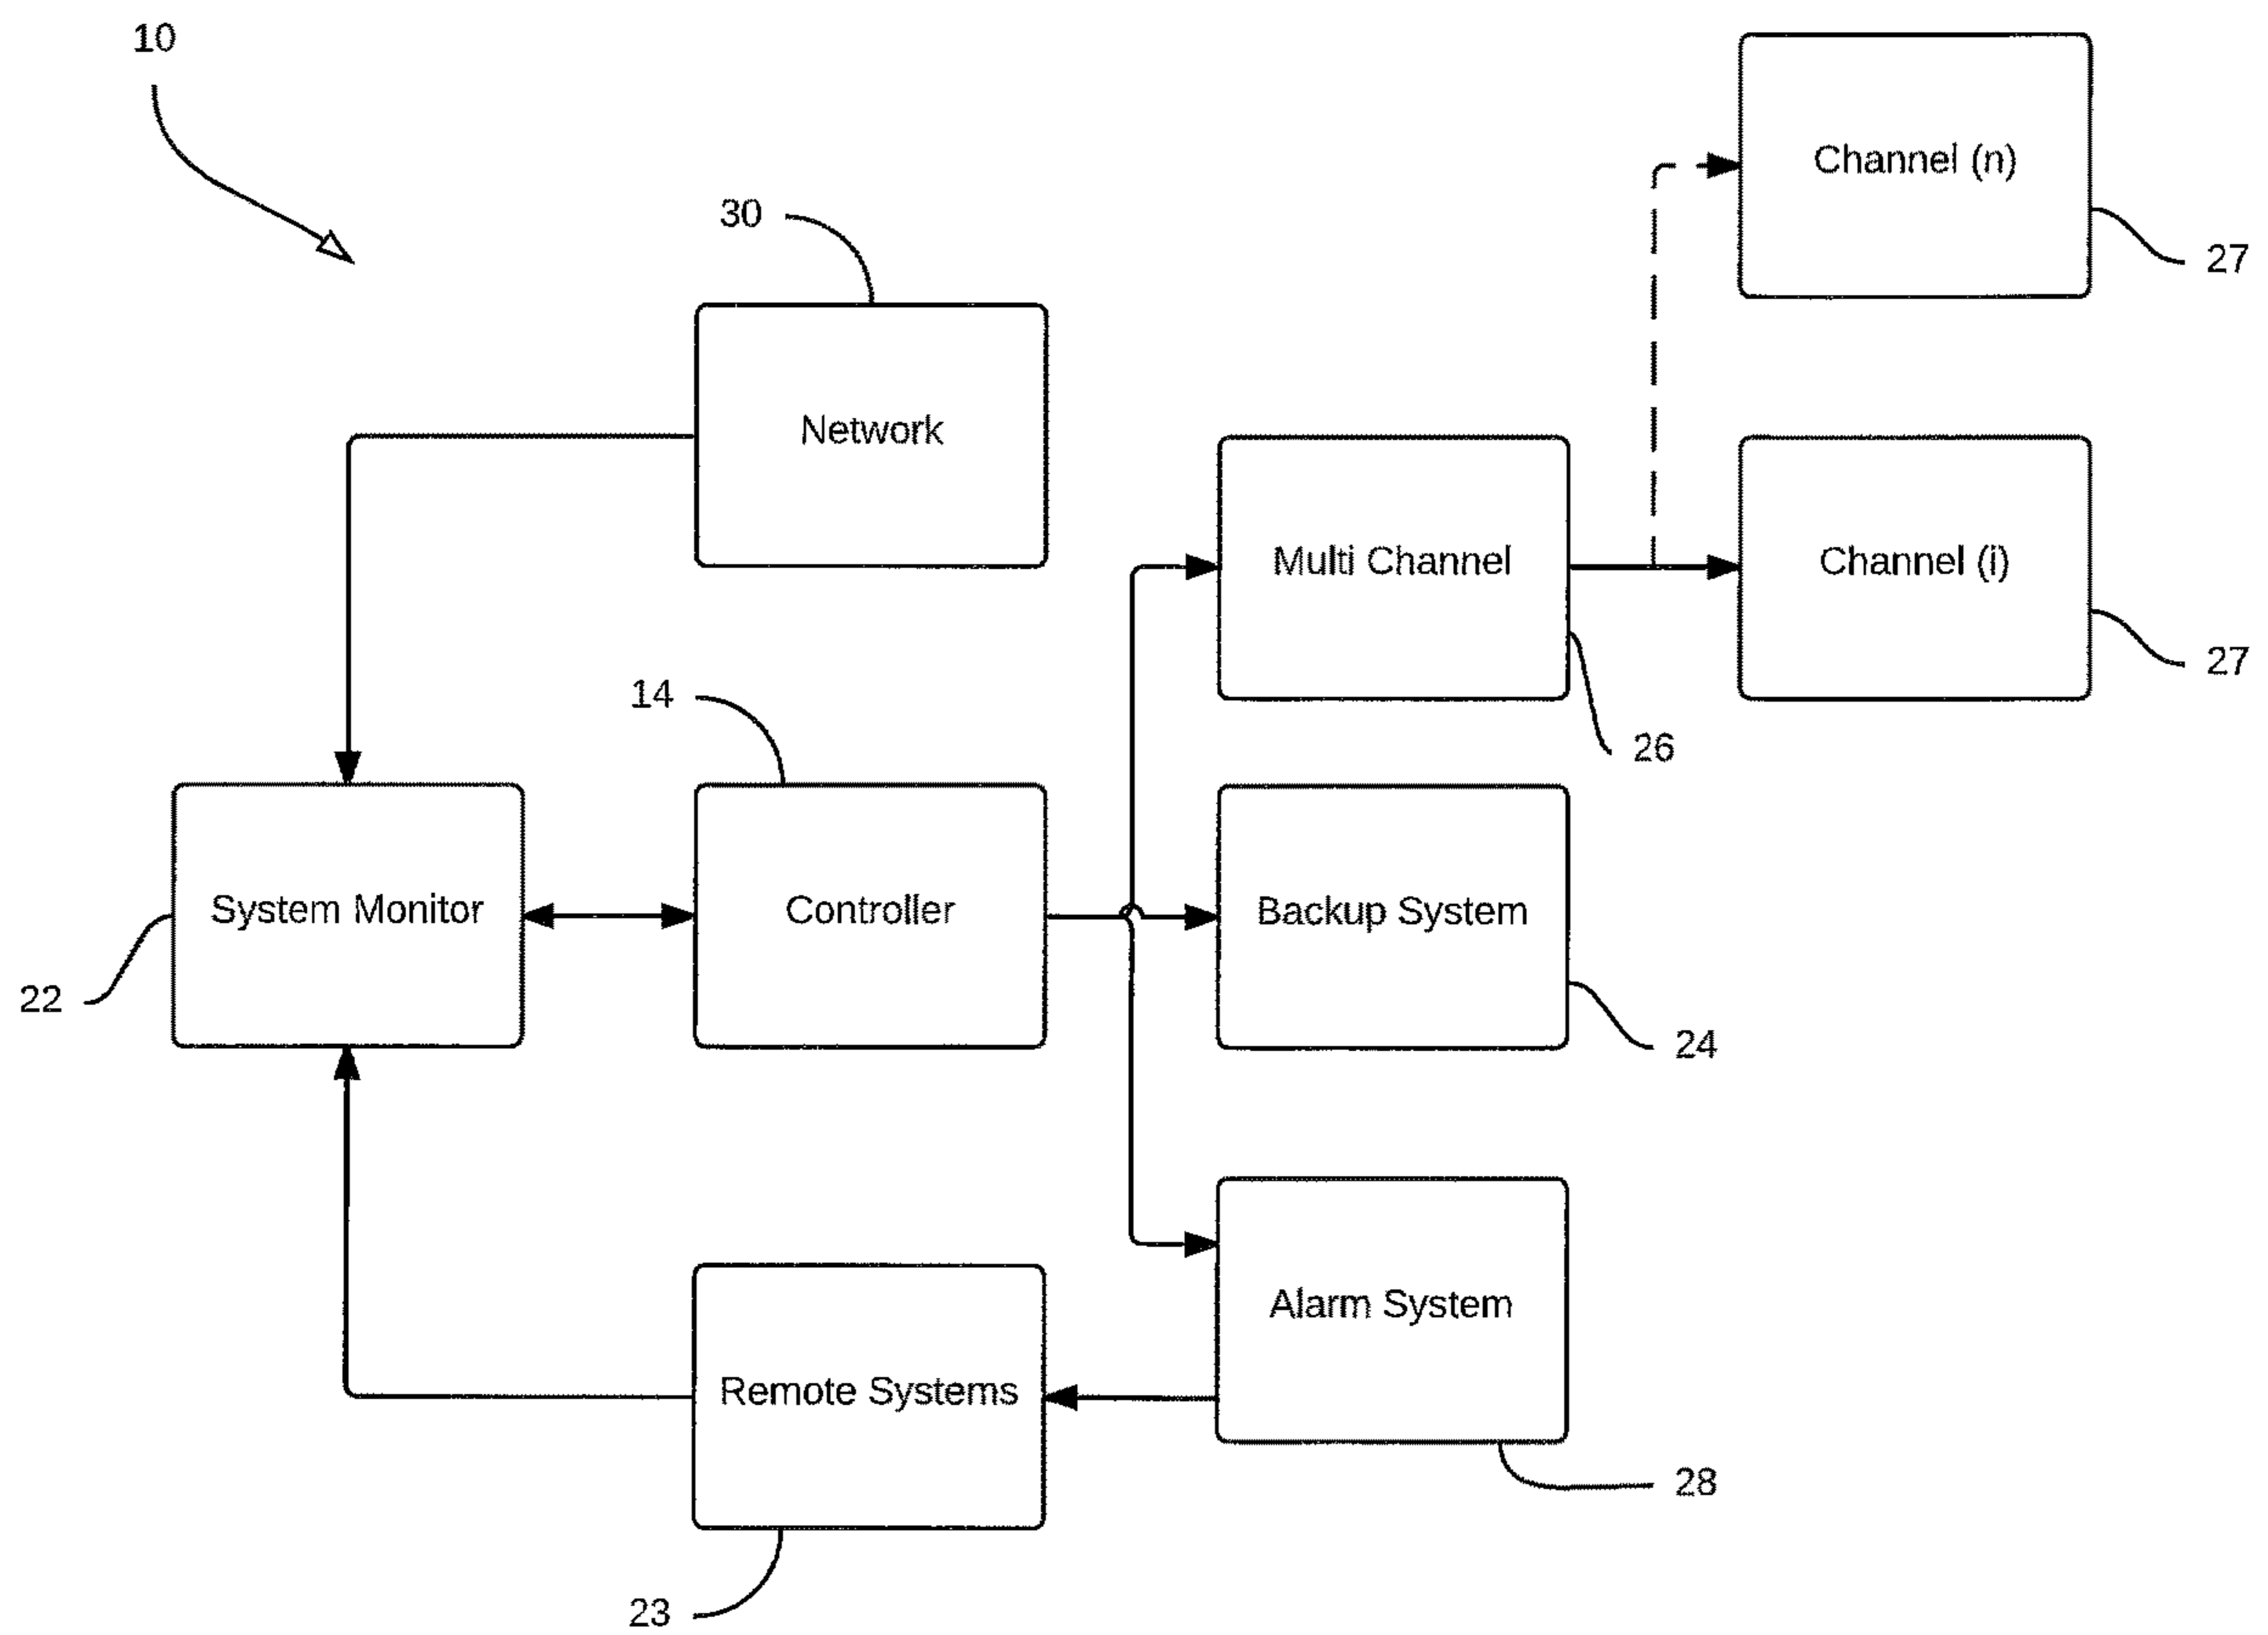 10
Channel (n)
27
30
Network
Multi Channel
Channel (i)
27
26
14
System Monitor
Controller
Backup System
22
24
Alarm System
Remote Systems
28
23